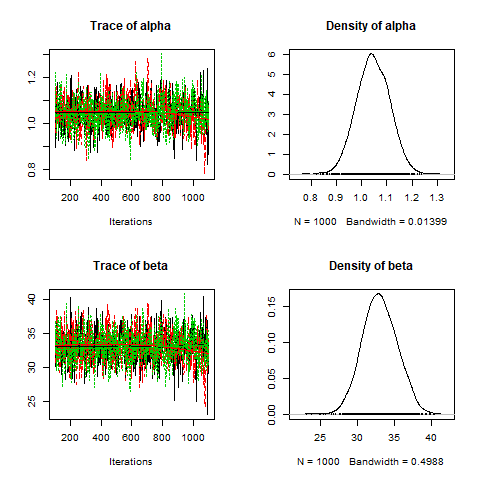 Trace of alpha
0.8 1.0 1.2
200 400 600 800 1000
Iterations
Density of alpha
0 1 2 3 4 5 6
0.8 0.9 1.0 1.1 1.2 1.3
N = 1000 Bandwidth = 0.01399
Trace of beta
25 30 35 40
200 400 600 800 1000
Iterations
Density of beta
0.00 0.05 0.10 0.15
25 30 35 40
N = 1000 Bandwidth = 0.4988